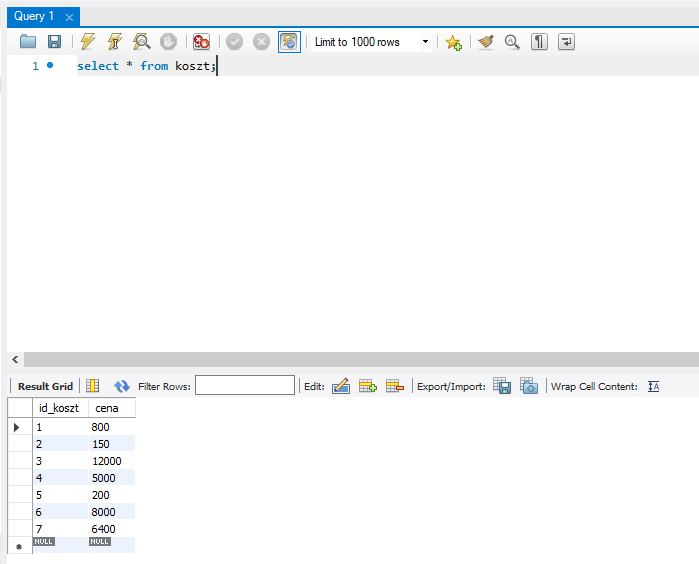 Query 1
Limit to 1000 rows
1 select * from koszt;
Result Grid Filter Rows: Edit: Export/Import: Wrap Cell Content:
id_koszt cena
1 800
2 150
3 12000
4 5000
5 200
6 8000
7 6400
NULL NULL